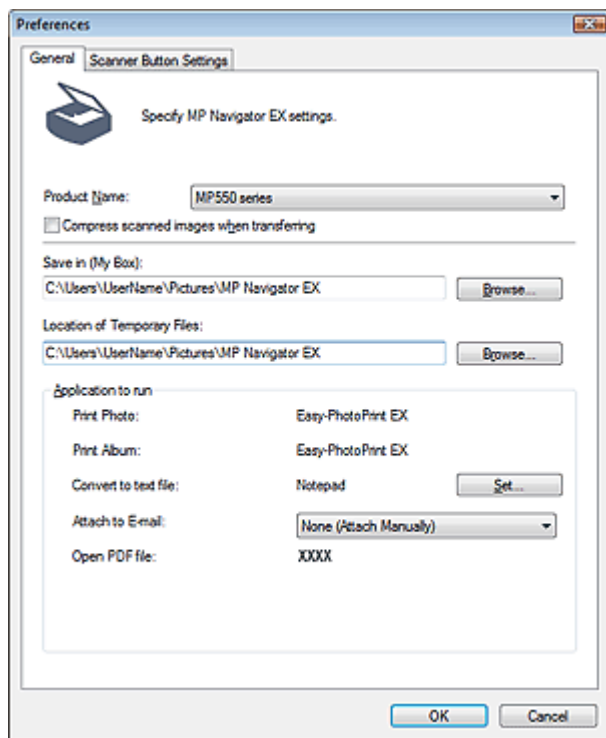 Preferences
General Scanner Button Settings
Specify MP Navigator EX settings.
Product Name: MP550 series
Compress scanned images when transferring
Save in (My Box):
C:\Users\UserName\Pictures\MP Navigator EX Browse...
Location of Temporary Files:
C:\Users\UserName\Pictures\MP Navigator EX Browse...
Application to run
Print Photo: Easy-PhotoPrint EX
Print Album: Easy-PhotoPrint EX
Convert to text file: Notepad Set...
Attach to E-mail: None (Attach Manually)
Open PDF file: XXXX
OK Cancel